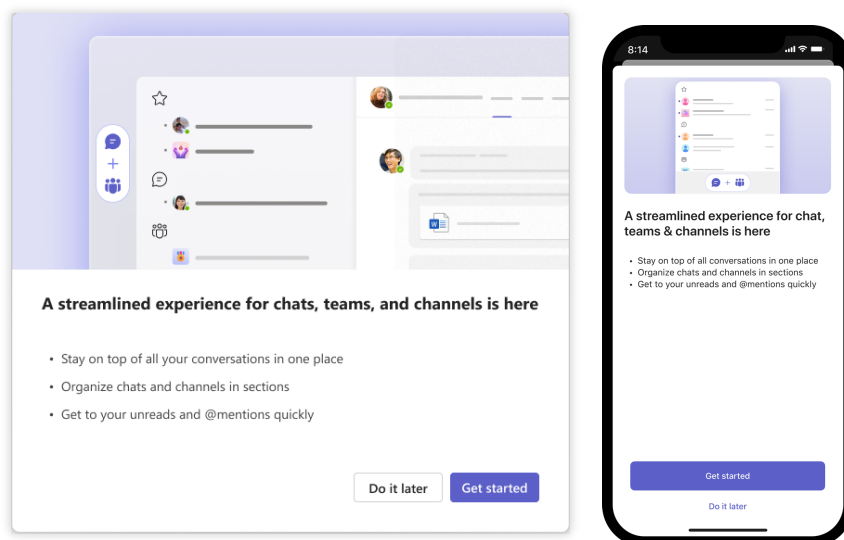 A streamlined experience for chats, teams, and channels is here
• Stay on top of all your conversations in one place
• Organize chats and channels in sections
• Get to your unreads and @mentions quickly
Do it later
Get started
8:14
A streamlined experience for chat,
teams & channels is here
• Stay on top of all conversations in one place
• Organize chats and channels in sections
• Get to your unreads and @mentions quickly
Get started
Do it later